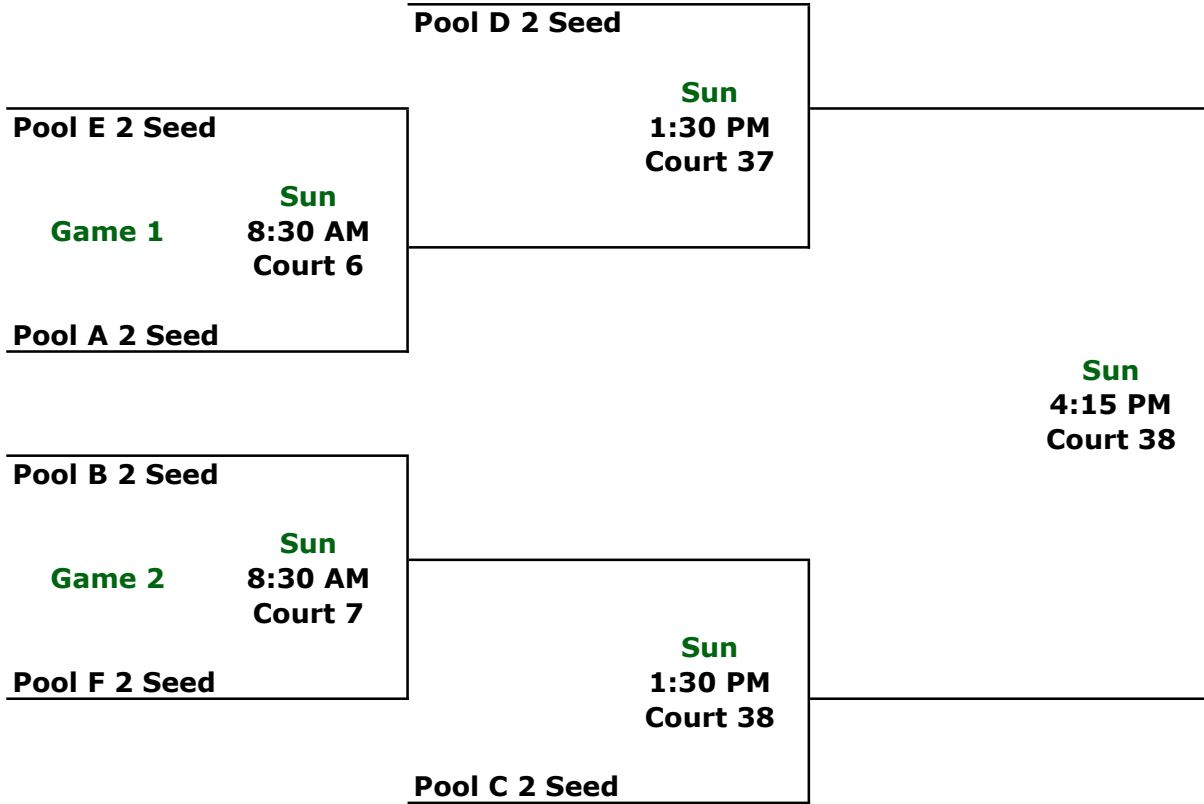 Pool D 2 Seed
Sun
1:30 PM
Court 37
Pool E 2 Seed
Game 1
Sun
8:30 AM
Court 6
Pool A 2 Seed
Sun
4:15 PM
Court 38
Pool B 2 Seed
Game 2
Sun
8:30 AM
Court 7
Pool F 2 Seed
Sun
1:30 PM
Court 38
Pool C 2 Seed